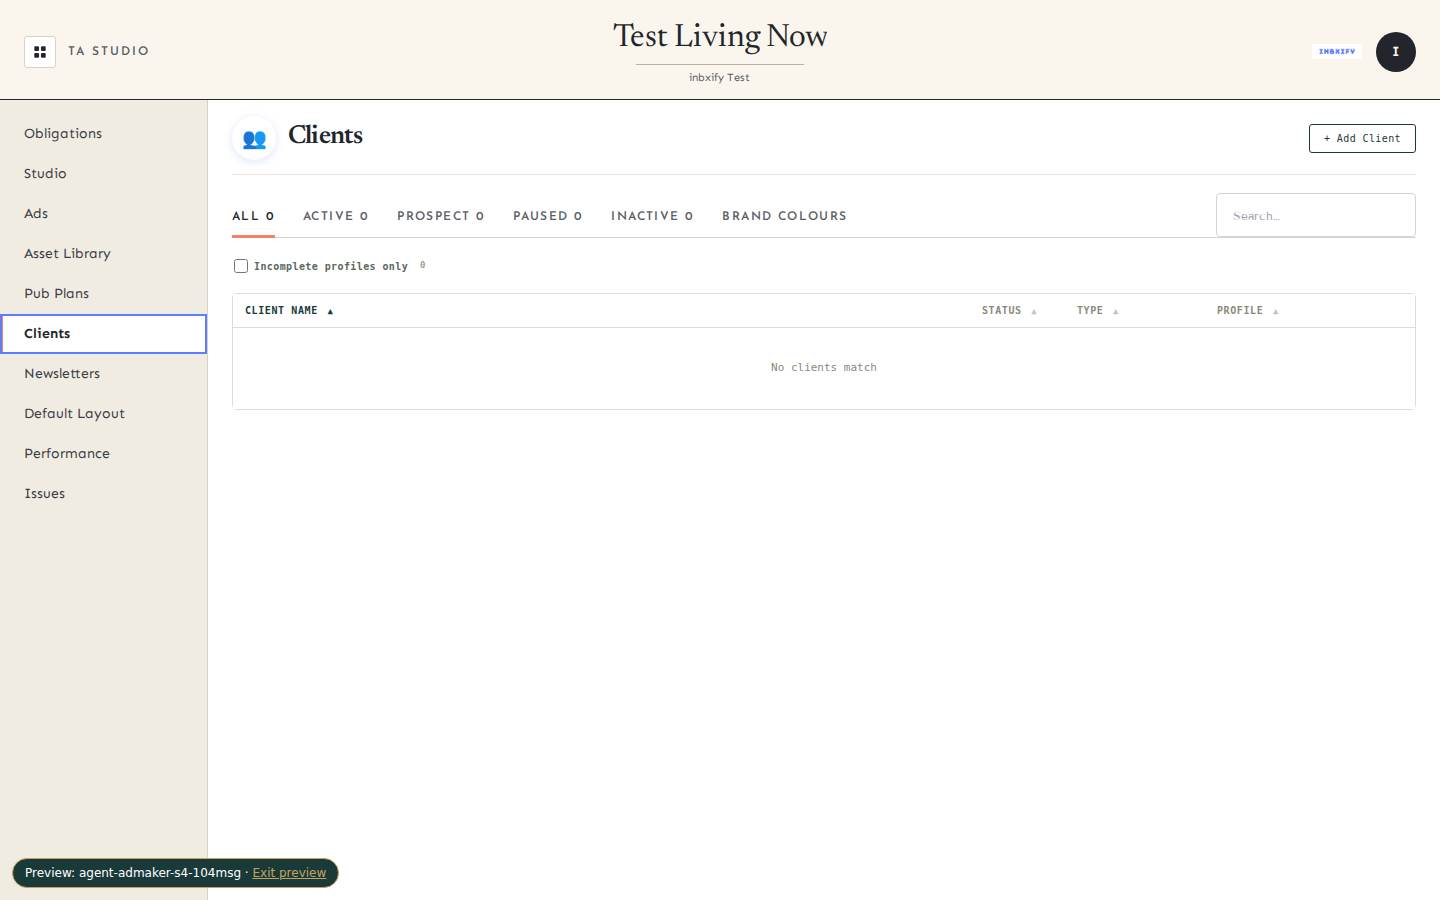 TA STUDIO
Test Living Now
inbxify Test
INBXIFY
I
Obligations
Studio
Ads
Asset Library
Pub Plans
Clients
Newsletters
Default Layout
Performance
Issues
Clients
+ Add Client
ALL 0
ACTIVE 0
PROSPECT 0
PAUSED 0
INACTIVE 0
BRAND COLOURS
Search…
Incomplete profiles only 0
CLIENT NAME ▲
STATUS ▲
TYPE ▲
PROFILE ▲
No clients match
Preview: agent-admaker-s4-104msg · Exit preview